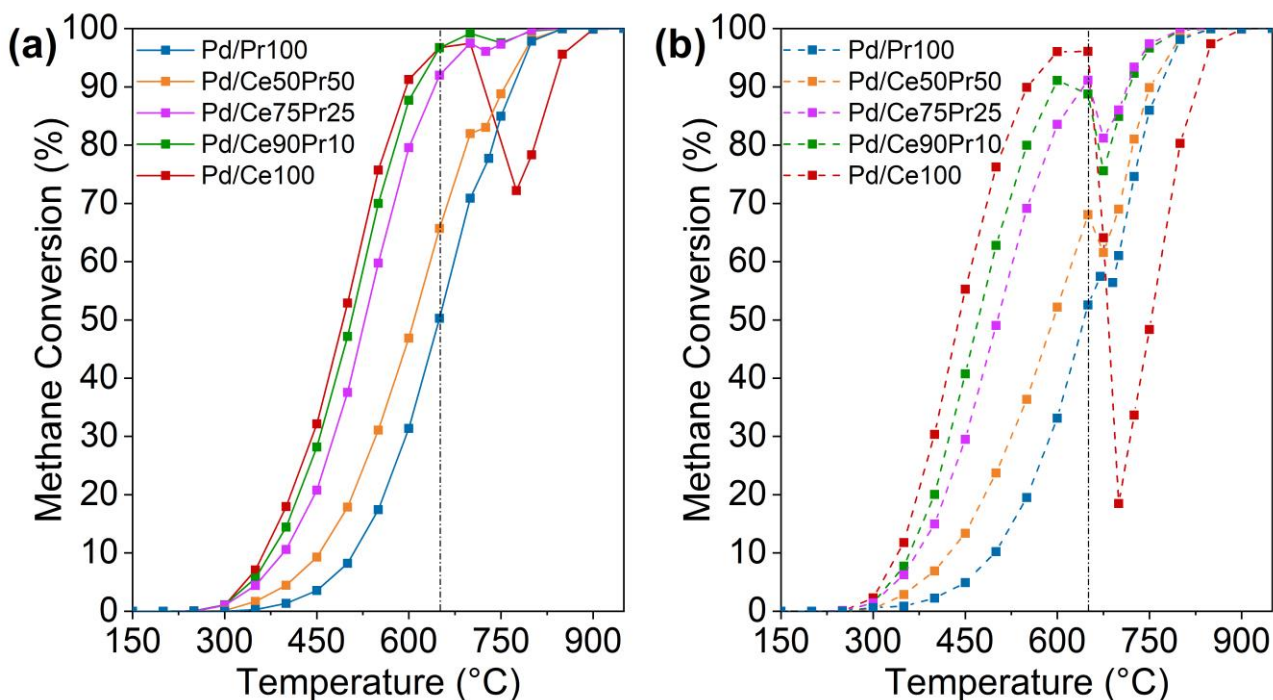 (a)
Pd/Pr100
Pd/Ce50Pr50
Pd/Ce75Pr25
Pd/Ce90Pr10
Pd/Ce100
Methane Conversion (%)
100
90
80
70
60
50
40
30
20
10
0
150 300 450 600 750 900
Temperature (°C)
(b)
Pd/Pr100
Pd/Ce50Pr50
Pd/Ce75Pr25
Pd/Ce90Pr10
Pd/Ce100
Methane Conversion (%)
100
90
80
70
60
50
40
30
20
10
0
150 300 450 600 750 900
Temperature (°C)